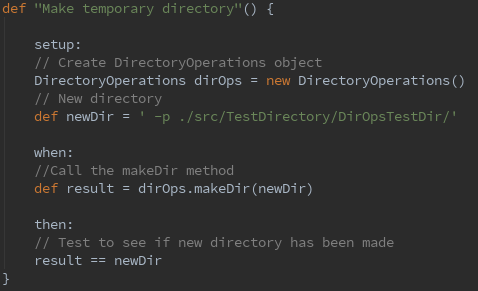 def "Make temporary directory"() {
setup:
// Create DirectoryOperations object
DirectoryOperations dirOps = new DirectoryOperations()
// New directory
def newDir = ' -p ./src/TestDirectory/DirOpsTestDir/'
when:
//Call the makeDir method
def result = dirOps.makeDir(newDir)
then:
// Test to see if new directory has been made
result == newDir
}